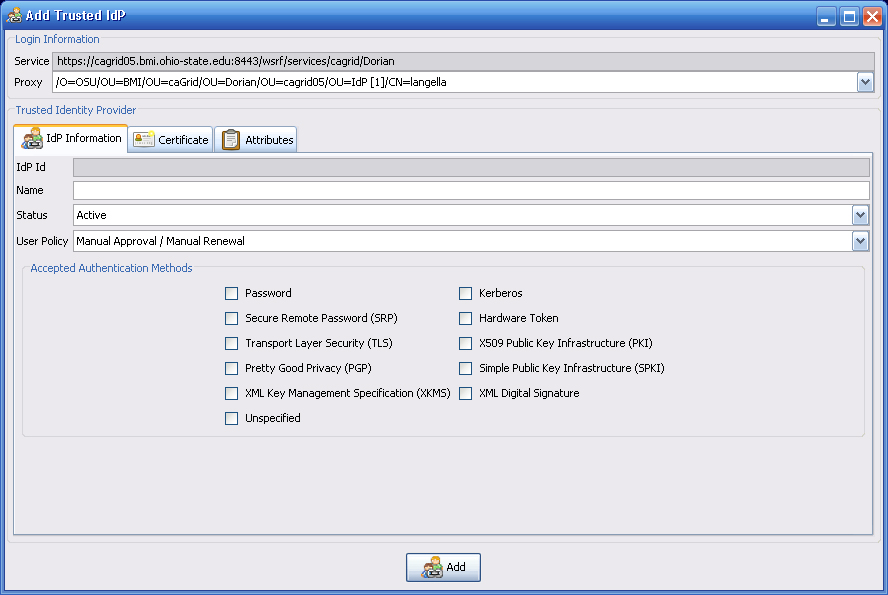 Add Trusted IdP
Login Information
Service https://cagrid05.bmi.ohio-state.edu:8443/wsrf/services/cagrid/Dorian
Proxy /O=OSU/OU=BMI/OU=caGrid/OU=Dorian/OU=cagrid05/OU=IdP [1]/CN=langella
Trusted Identity Provider
IdP Information Certificate Attributes
IdP Id
Name
Status Active
User Policy Manual Approval / Manual Renewal
Accepted Authentication Methods
Password Kerberos
Secure Remote Password (SRP) Hardware Token
Transport Layer Security (TLS) X509 Public Key Infrastructure (PKI)
Pretty Good Privacy (PGP) Simple Public Key Infrastructure (SPKI)
XML Key Management Specification (XKMS) XML Digital Signature
Unspecified
Add